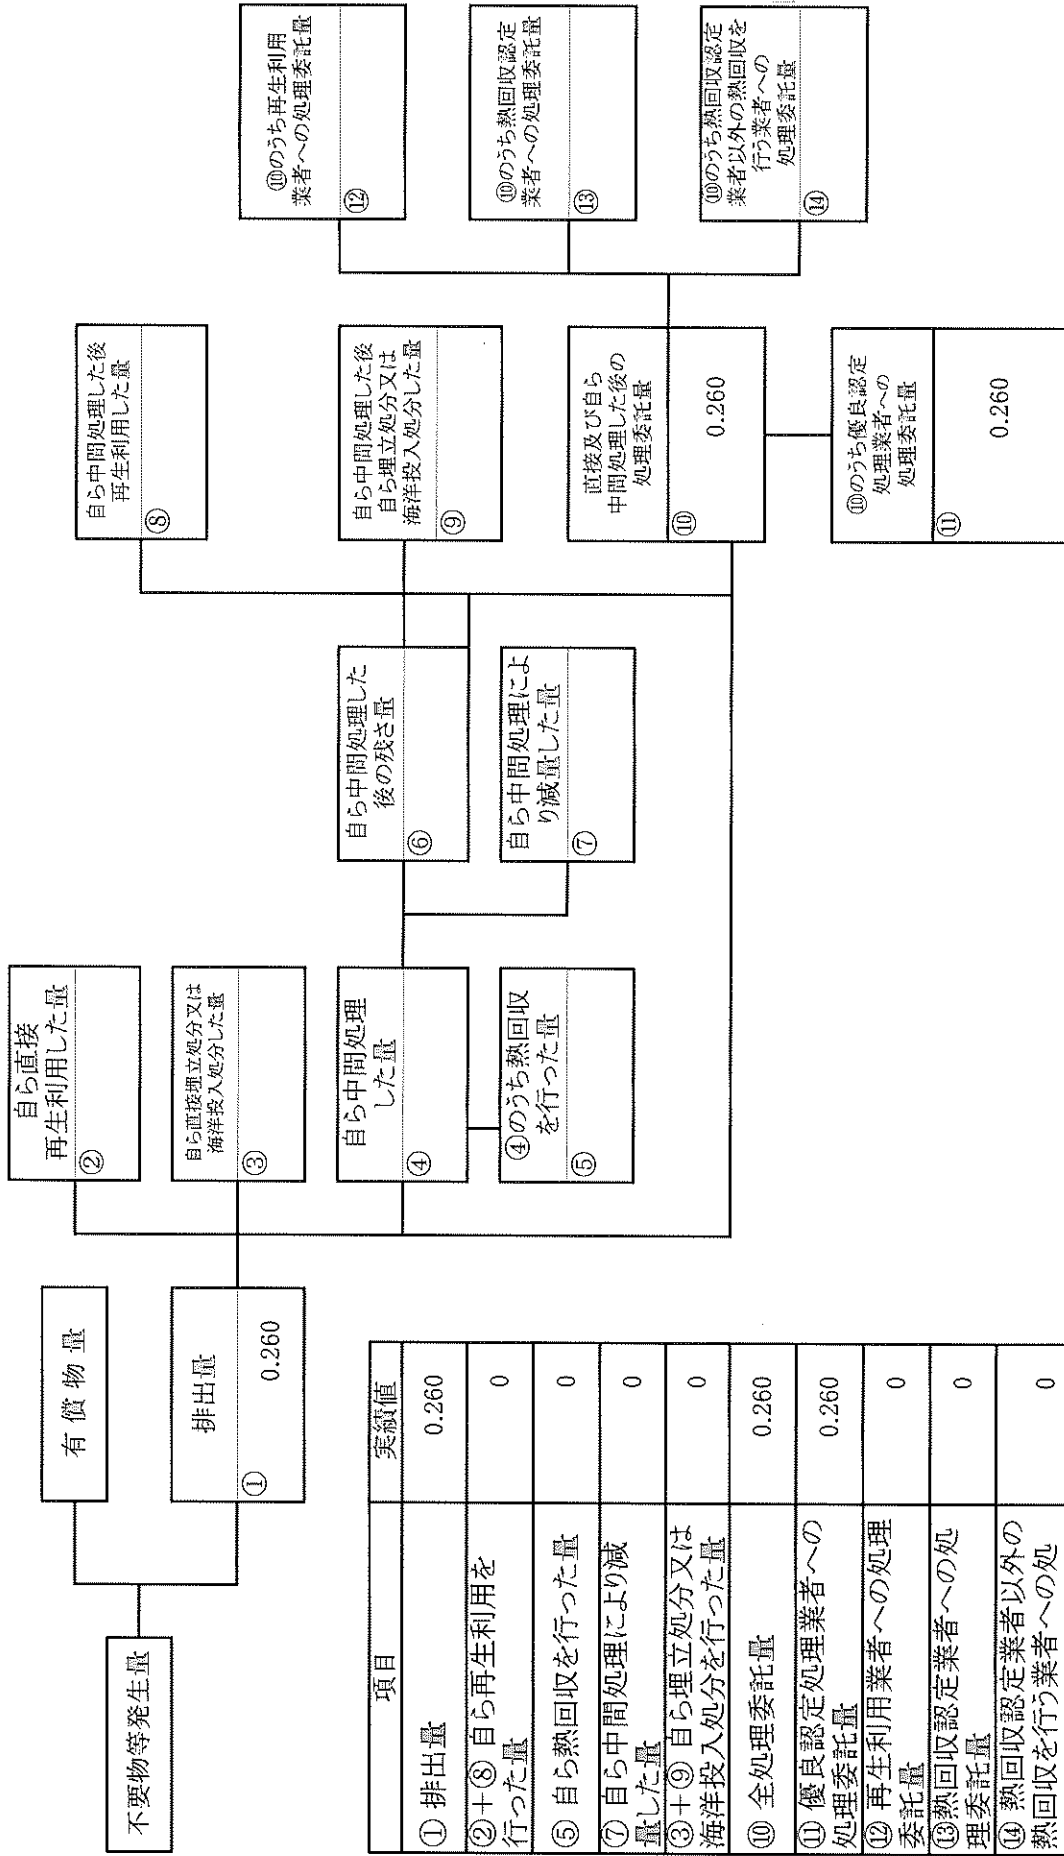 不要物等発生量
有償物量
排出量
①
0.260
自ら直接
再生利用した量
②
自ら直接埋立処分又は
海洋投入処分した量
③
自ら中間処理
した量
④
④のうち熱回収
を行った量
⑤
自ら中間処理した
後の残さ量
⑥
自ら中間処理によ
り減量した量
⑦
自ら中間処理した後
再生利用した量
⑧
自ら中間処理した後
自ら埋立処分又は
海洋投入処分した量
⑨
直接及び自ら
中間処理した後の
処理委託量
⑩
0.260
⑩のうち優良認定
処理業者への
処理委託量
⑪
0.260
⑩のうち再生利用
業者への処理委託量
⑫
⑩のうち熱回収認定
業者への処理委託量
⑬
⑩のうち熱回収認定
業者以外の熱回収を
行う業者への
処理委託量
⑭
項目 実績値
① 排出量 0.260
②+⑧ 自ら再生利用を
行った量 0
⑤ 自ら熱回収を行った量 0
⑦ 自ら中間処理により減
量した量 0
③+⑨ 自ら埋立処分又は
海洋投入処分を行った量 0
⑩ 全処理委託量 0.260
⑪ 優良認定処理業者への
処理委託量 0.260
⑫ 再生利用業者への処理
委託量 0
⑬熱回収認定業者への処
理委託量 0
⑭ 熱回収認定業者以外の
熱回収を行う業者への処 0